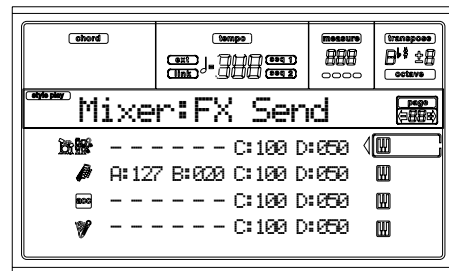 chord tempo measure transpose
ext ♩= seq 1
link seq 2
octave
style play
Mixer:FX Send page
– – – – – – C:100 D:050 W
A:127 B:020 C:100 D:050 W
acc – – – – – – C:100 D:050 W
– – – – – – C:100 D:050 W